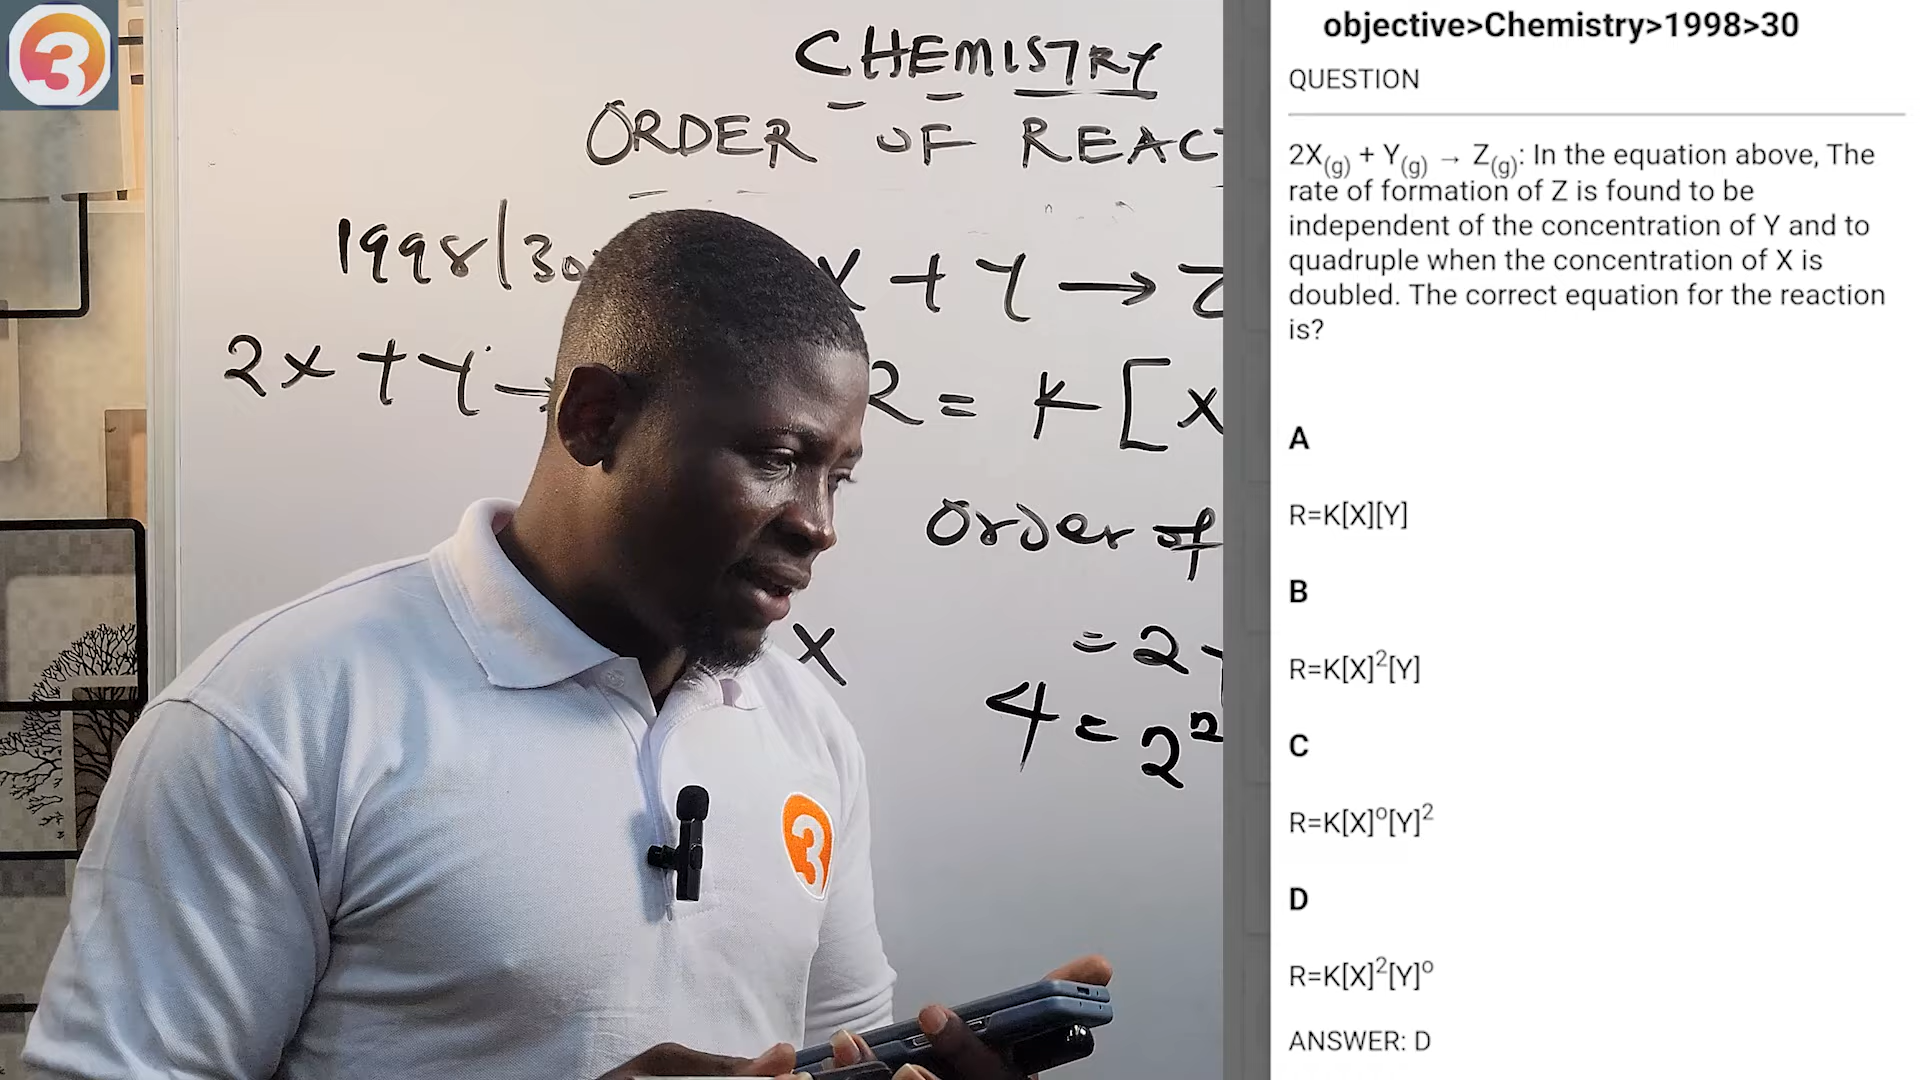 3
CHEMISTRY
ORDER OF REAC
1998/30
X + Y → Z
2x + Y →
R = K [X
Order of
X
= 2
4 = 2²
3
objective>Chemistry>1998>30
QUESTION
2X(g) + Y(g) → Z(g): In the equation above, The
rate of formation of Z is found to be
independent of the concentration of Y and to
quadruple when the concentration of X is
doubled. The correct equation for the reaction
is?
A
R=K[X][Y]
B
R=K[X]²[Y]
C
R=K[X]⁰[Y]²
D
R=K[X]²[Y]⁰
ANSWER: D